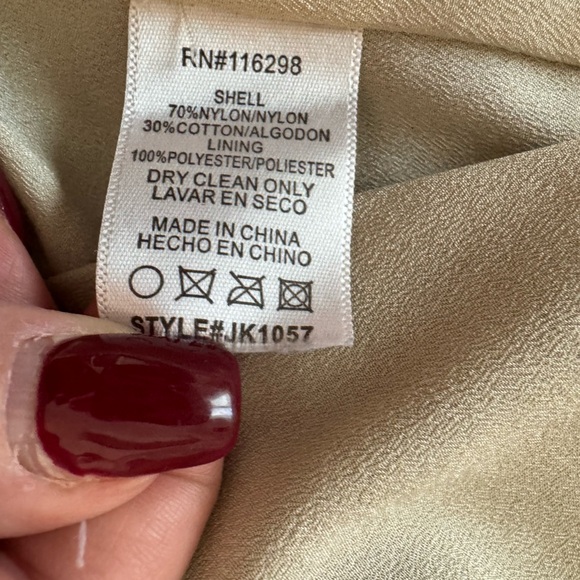 RN#116298
SHELL
70%NYLON/NYLON
30%COTTON/ALGODON
LINING
100%POLYESTER/POLIESTER
DRY CLEAN ONLY
LAVAR EN SECO
MADE IN CHINA
HECHO EN CHINO
STYLE#JK1057